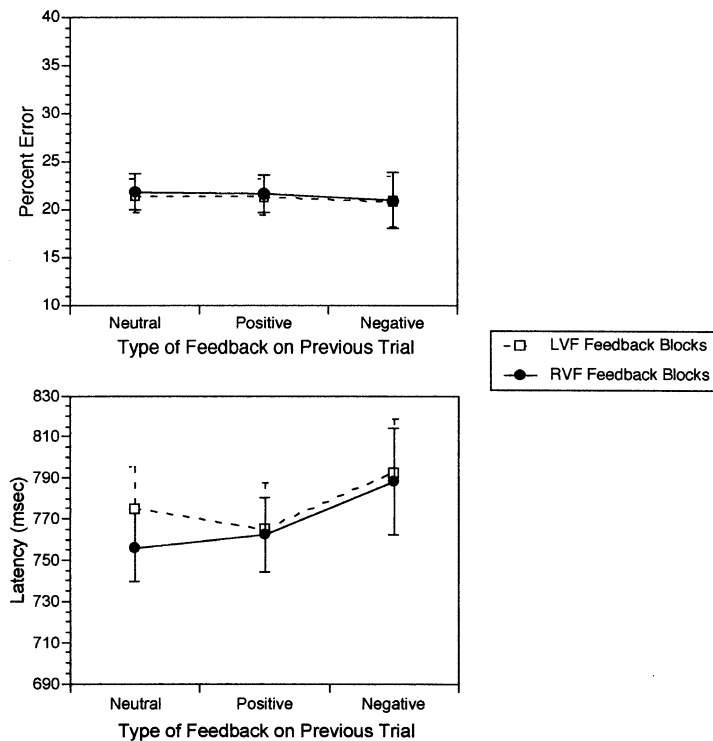 40
35
30
25
20
15
10
Percent Error
Neutral
Positive
Negative
Type of Feedback on Previous Trial
LVF Feedback Blocks
RVF Feedback Blocks
830
810
790
770
750
730
710
690
Latency (msec)
Neutral
Positive
Negative
Type of Feedback on Previous Trial